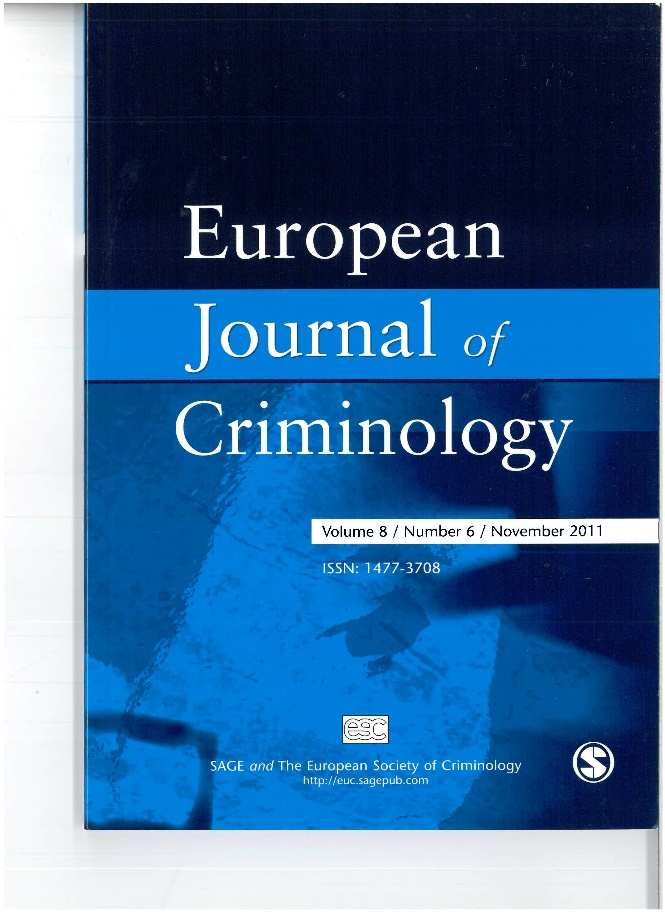 European
Journal of
Criminology
Volume 8 / Number 6 / November 2011
ISSN: 1477-3708
esc
SAGE and The European Society of Criminology
http://euc.sagepub.com
S